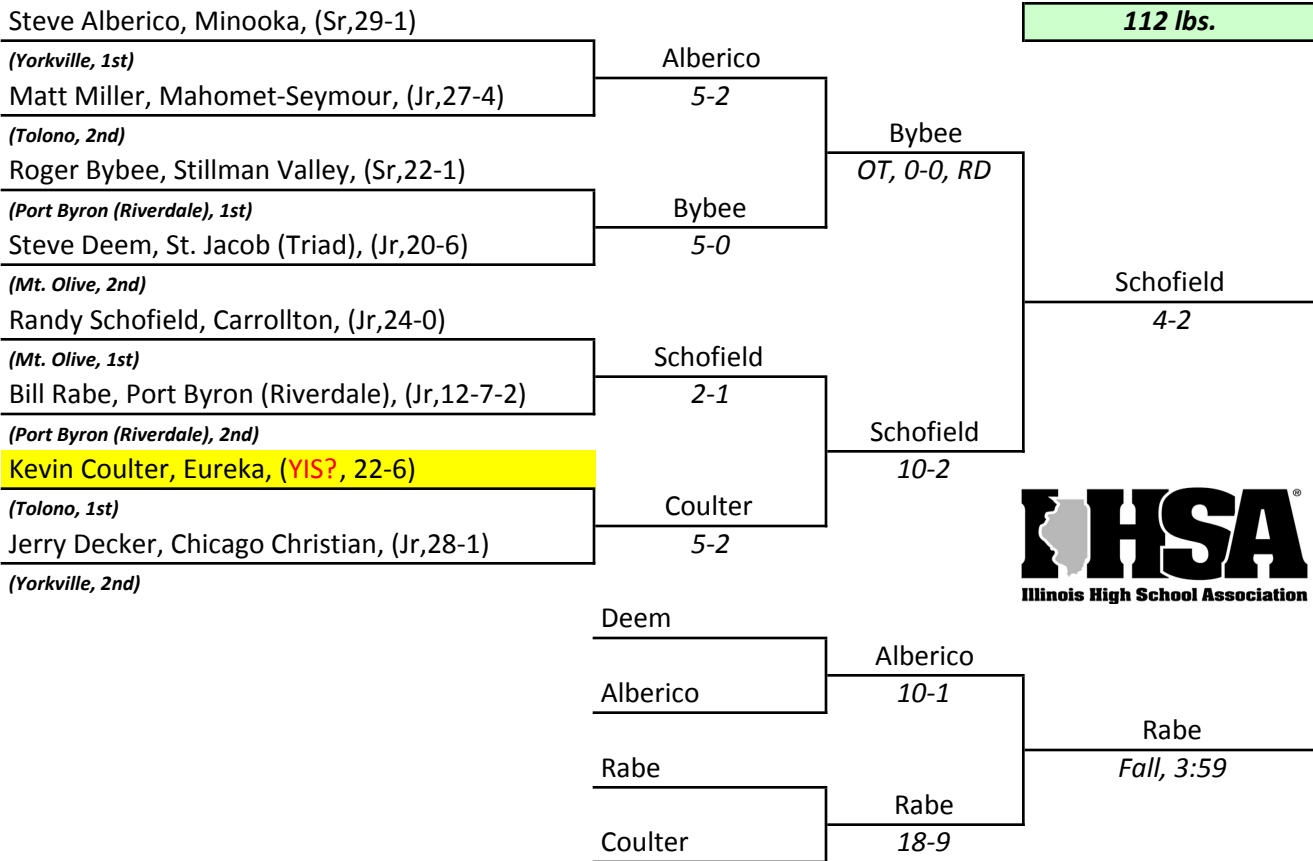 Steve Alberico, Minooka, (Sr,29-1)
112 lbs.
(Yorkville, 1st)
Alberico
Matt Miller, Mahomet-Seymour, (Jr,27-4)
5-2
(Tolono, 2nd)
Bybee
Roger Bybee, Stillman Valley, (Sr,22-1)
OT, 0-0, RD
(Port Byron (Riverdale), 1st)
Bybee
Steve Deem, St. Jacob (Triad), (Jr,20-6)
5-0
(Mt. Olive, 2nd)
Schofield
Randy Schofield, Carrollton, (Jr,24-0)
4-2
(Mt. Olive, 1st)
Schofield
Bill Rabe, Port Byron (Riverdale), (Jr,12-7-2)
2-1
(Port Byron (Riverdale), 2nd)
Schofield
Kevin Coulter, Eureka, (YIS?, 22-6)
10-2
(Tolono, 1st)
Coulter
Jerry Decker, Chicago Christian, (Jr,28-1)
5-2
(Yorkville, 2nd)
IHSA®
Illinois High School Association
Deem
Alberico
Alberico
10-1
Rabe
Rabe
Fall, 3:59
Rabe
Coulter
18-9